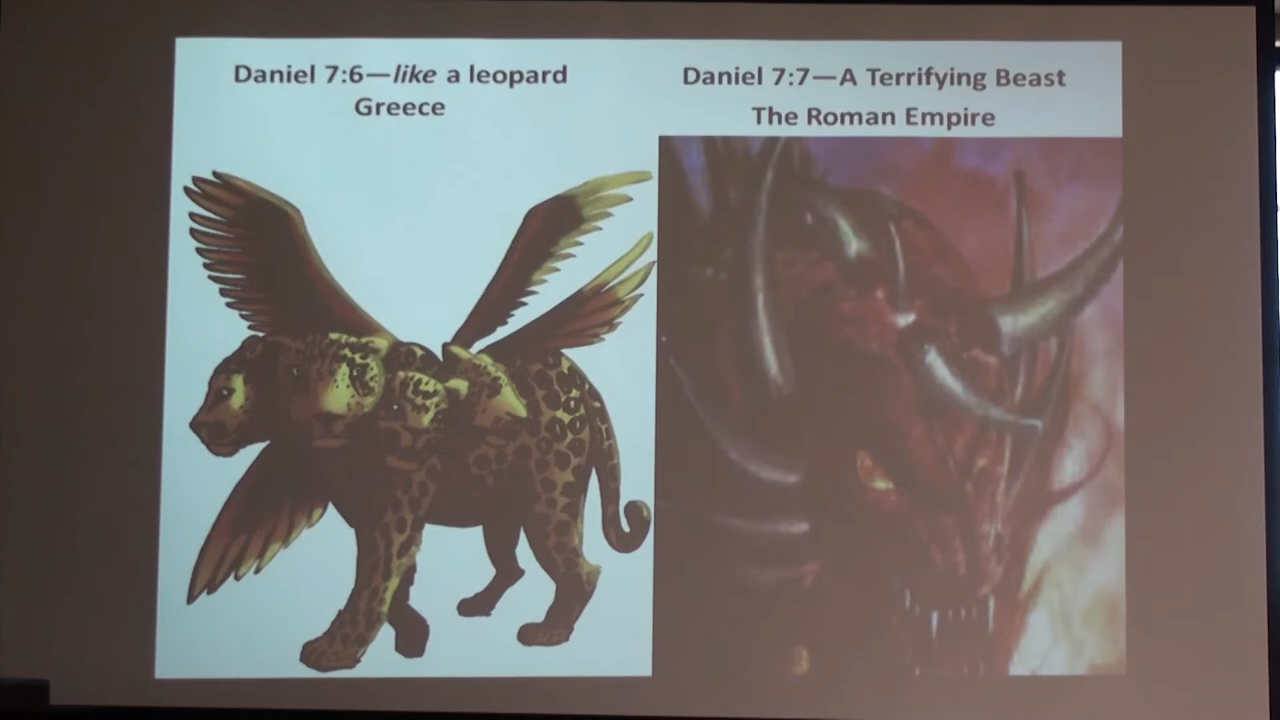 Daniel 7:6—like a leopard
Greece
Daniel 7:7—A Terrifying Beast
The Roman Empire